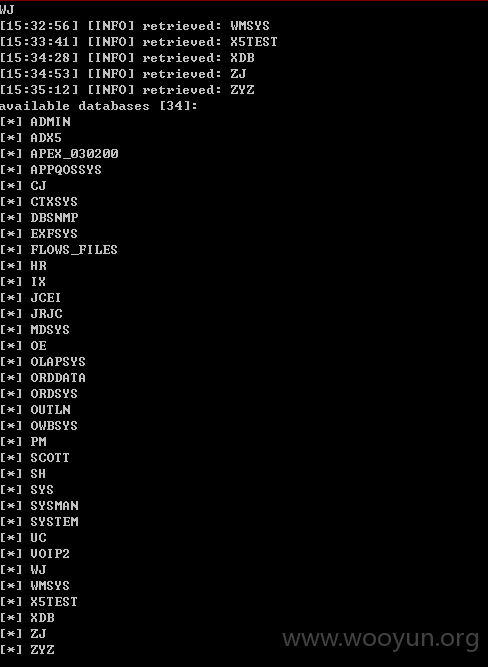 WJ
[15:32:56] [INFO] retrieved: WMSYS
[15:33:41] [INFO] retrieved: X5TEST
[15:34:28] [INFO] retrieved: XDB
[15:34:53] [INFO] retrieved: ZJ
[15:35:12] [INFO] retrieved: ZYZ
available databases [34]:
[*] ADMIN
[*] ADX5
[*] APEX_030200
[*] APPQOSSYS
[*] CJ
[*] CTXSYS
[*] DBSNMP
[*] EXFSYS
[*] FLOWS_FILES
[*] HR
[*] IX
[*] JCEI
[*] JRJC
[*] MDSYS
[*] OE
[*] OLAPSYS
[*] ORDDATA
[*] ORDSYS
[*] OUTLN
[*] OWBSYS
[*] PM
[*] SCOTT
[*] SH
[*] SYS
[*] SYSMAN
[*] SYSTEM
[*] UC
[*] VOIP2
[*] WJ
[*] WMSYS
[*] X5TEST
[*] XDB
[*] ZJ
[*] ZYZ
www.wooyun.org